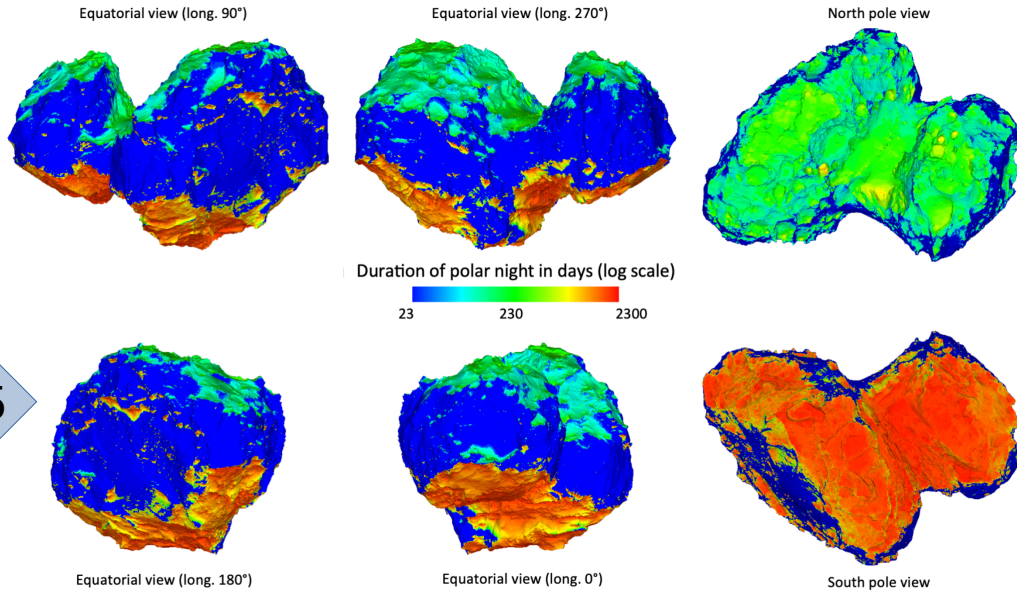 Equatorial view (long. 90°)
Equatorial view (long. 270°)
North pole view
Duration of polar night in days (log scale)
23
230
2300
Equatorial view (long. 180°)
Equatorial view (long. 0°)
South pole view